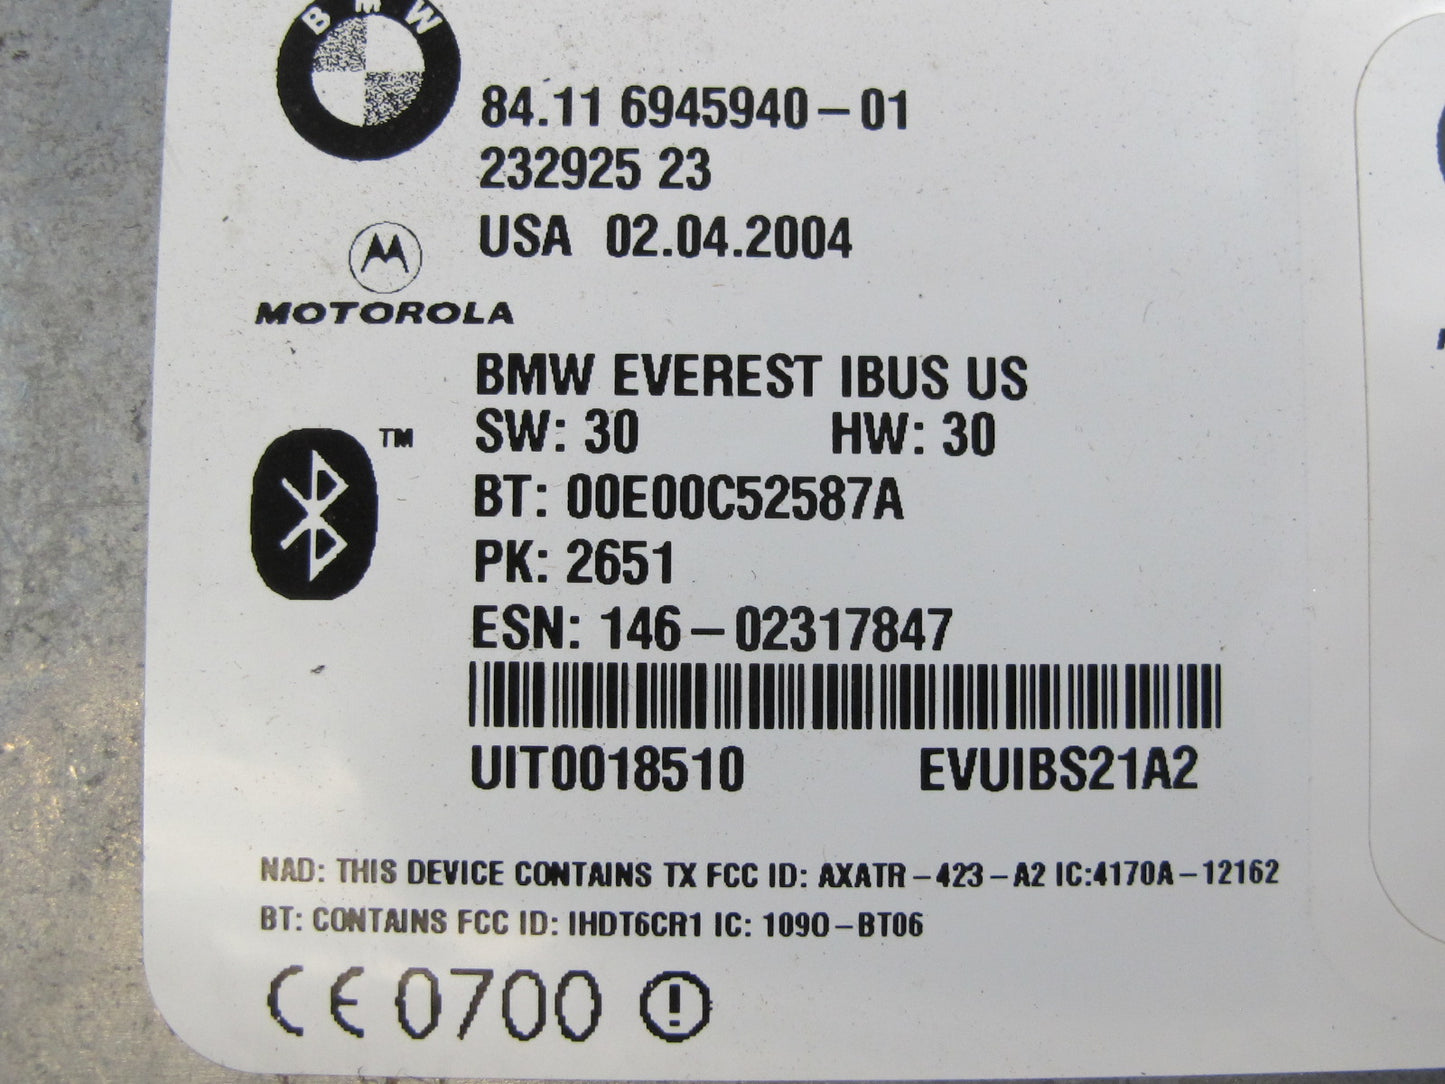 BMW
84.11 6945940-01
232925 23
USA 02.04.2004
MOTOROLA
BMW EVEREST IBUS US
SW: 30 HW: 30
TM
BT: 00E00C52587A
PK: 2651
ESN: 146-02317847
UIT0018510 EVUIBS21A2
NAD: THIS DEVICE CONTAINS TX FCC ID: AXATR-423-A2 IC:4170A-12162
BT: CONTAINS FCC ID: IHDT6CR1 IC: 1090-BT06
CE 0700